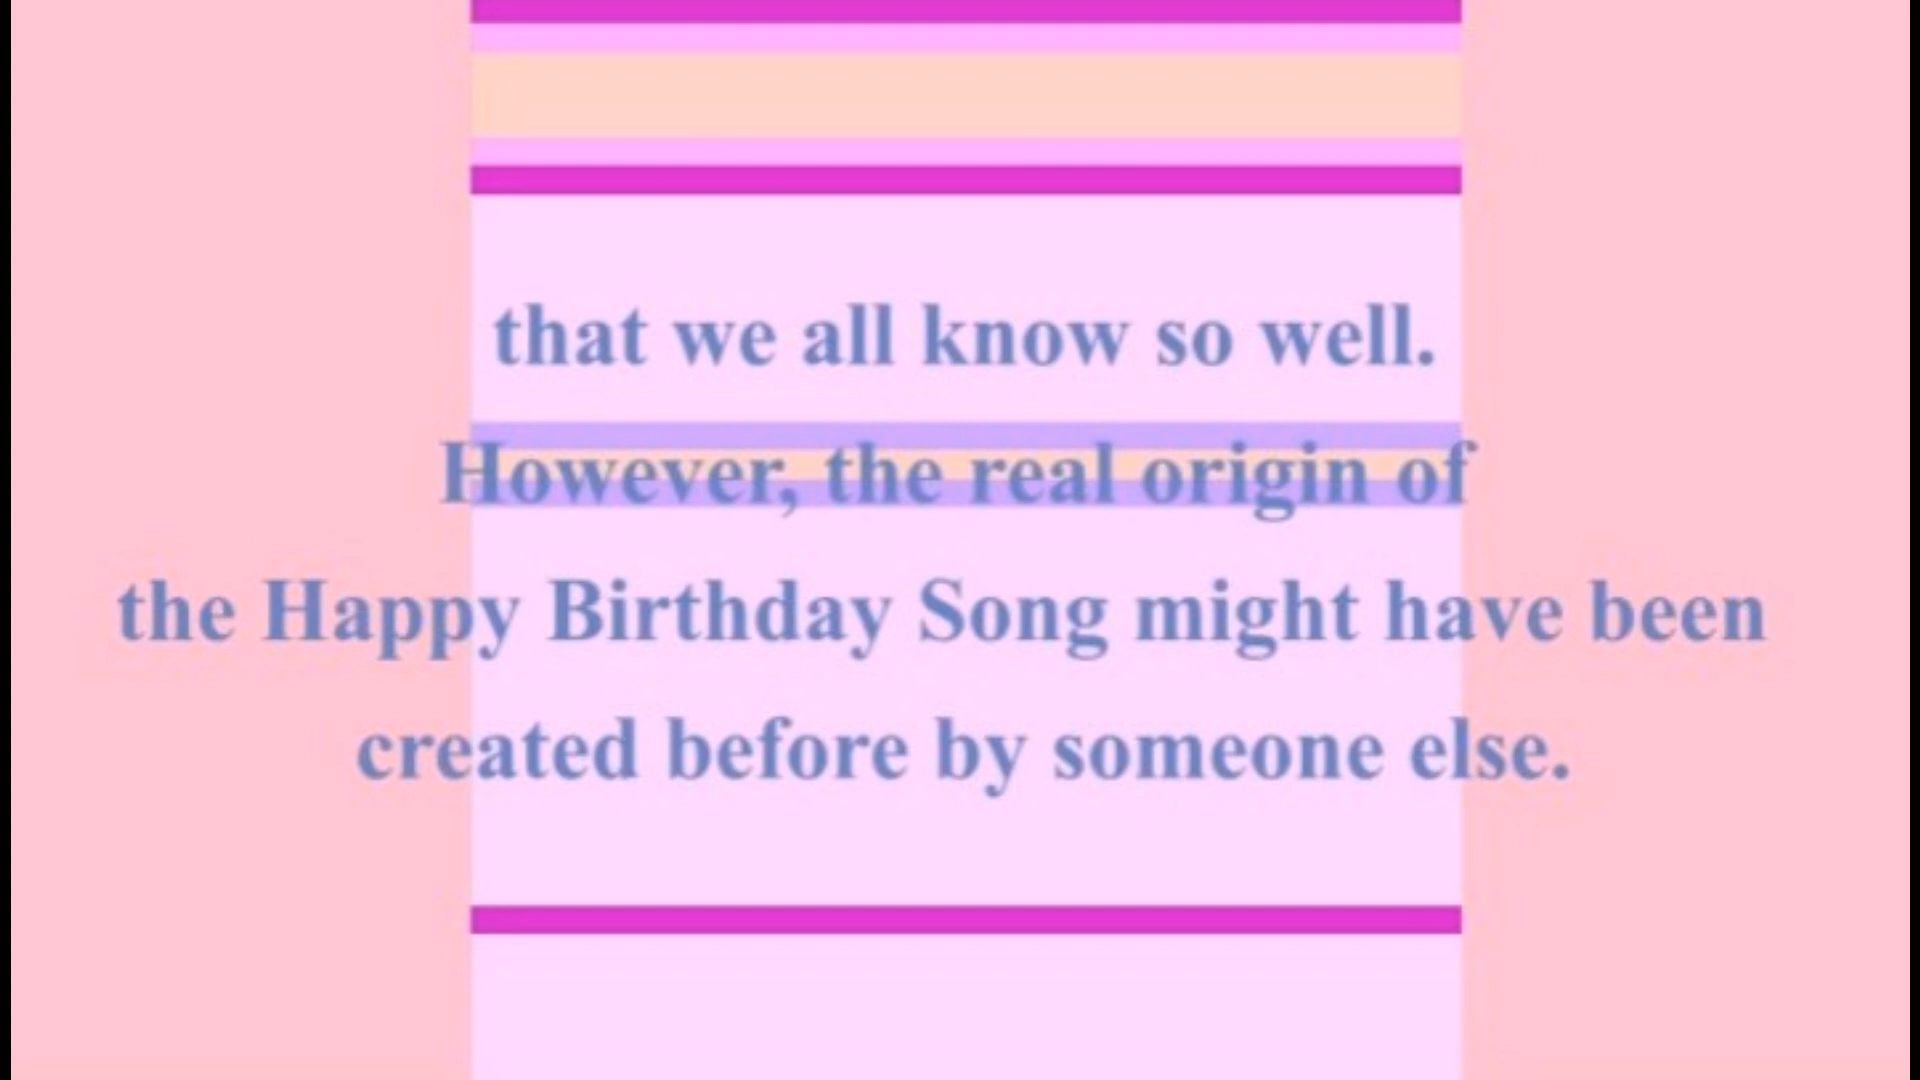 that we all know so well.
However, the real origin of
the Happy Birthday Song might have been
created before by someone else.